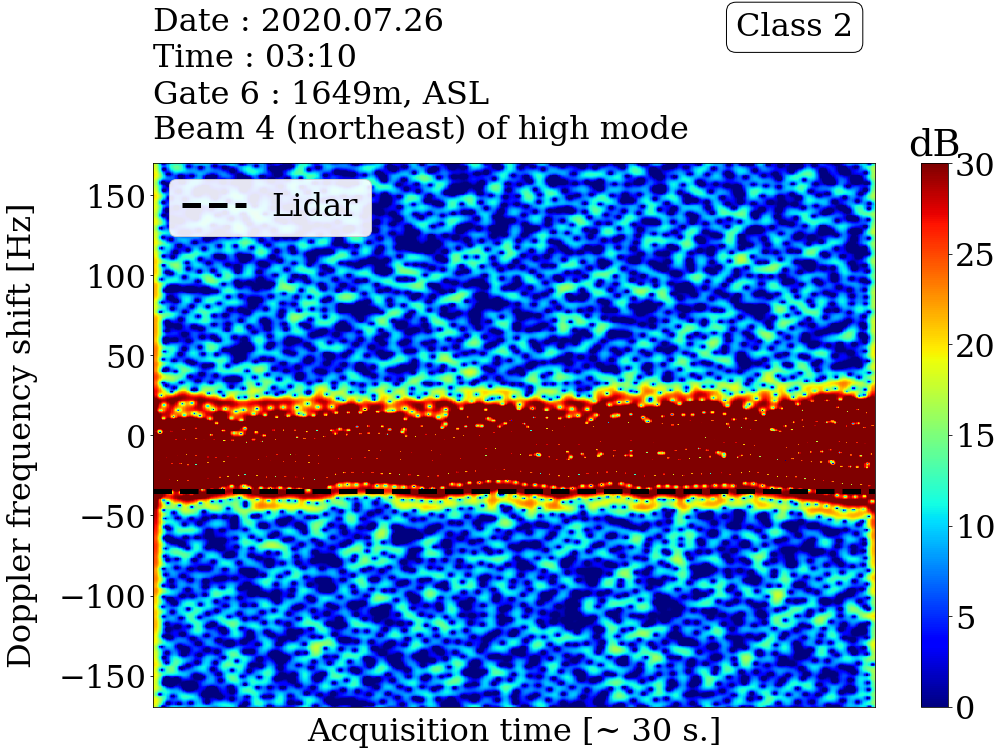 Date : 2020.07.26
Time : 03:10
Gate 6 : 1649m, ASL
Beam 4 (northeast) of high mode
Class 2
dB
Lidar
Doppler frequency shift [Hz]
150
100
50
0
−50
−100
−150
30
25
20
15
10
5
0
Acquisition time [~ 30 s.]